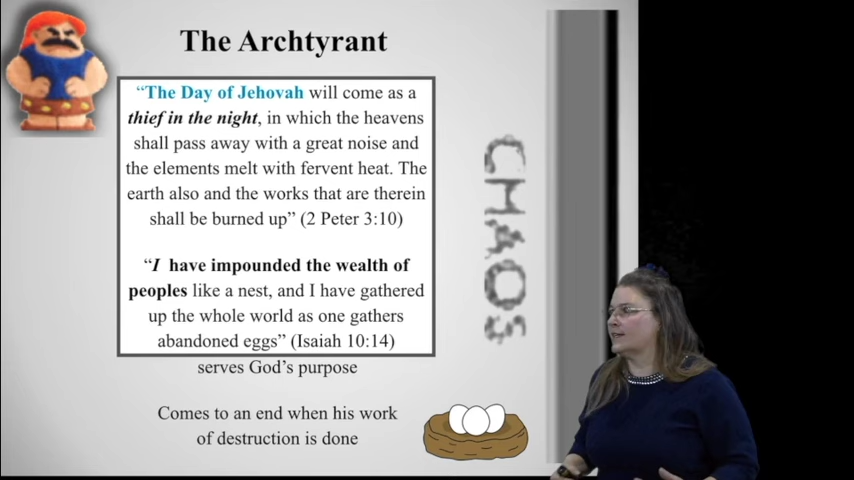 The Archtyrant
“The Day of Jehovah will come as a
thief in the night, in which the heavens
shall pass away with a great noise and
the elements melt with fervent heat. The
earth also and the works that are therein
shall be burned up” (2 Peter 3:10)
“I have impounded the wealth of
peoples like a nest, and I have gathered
up the whole world as one gathers
abandoned eggs” (Isaiah 10:14)
serves God’s purpose
Comes to an end when his work
of destruction is done
CHAOS